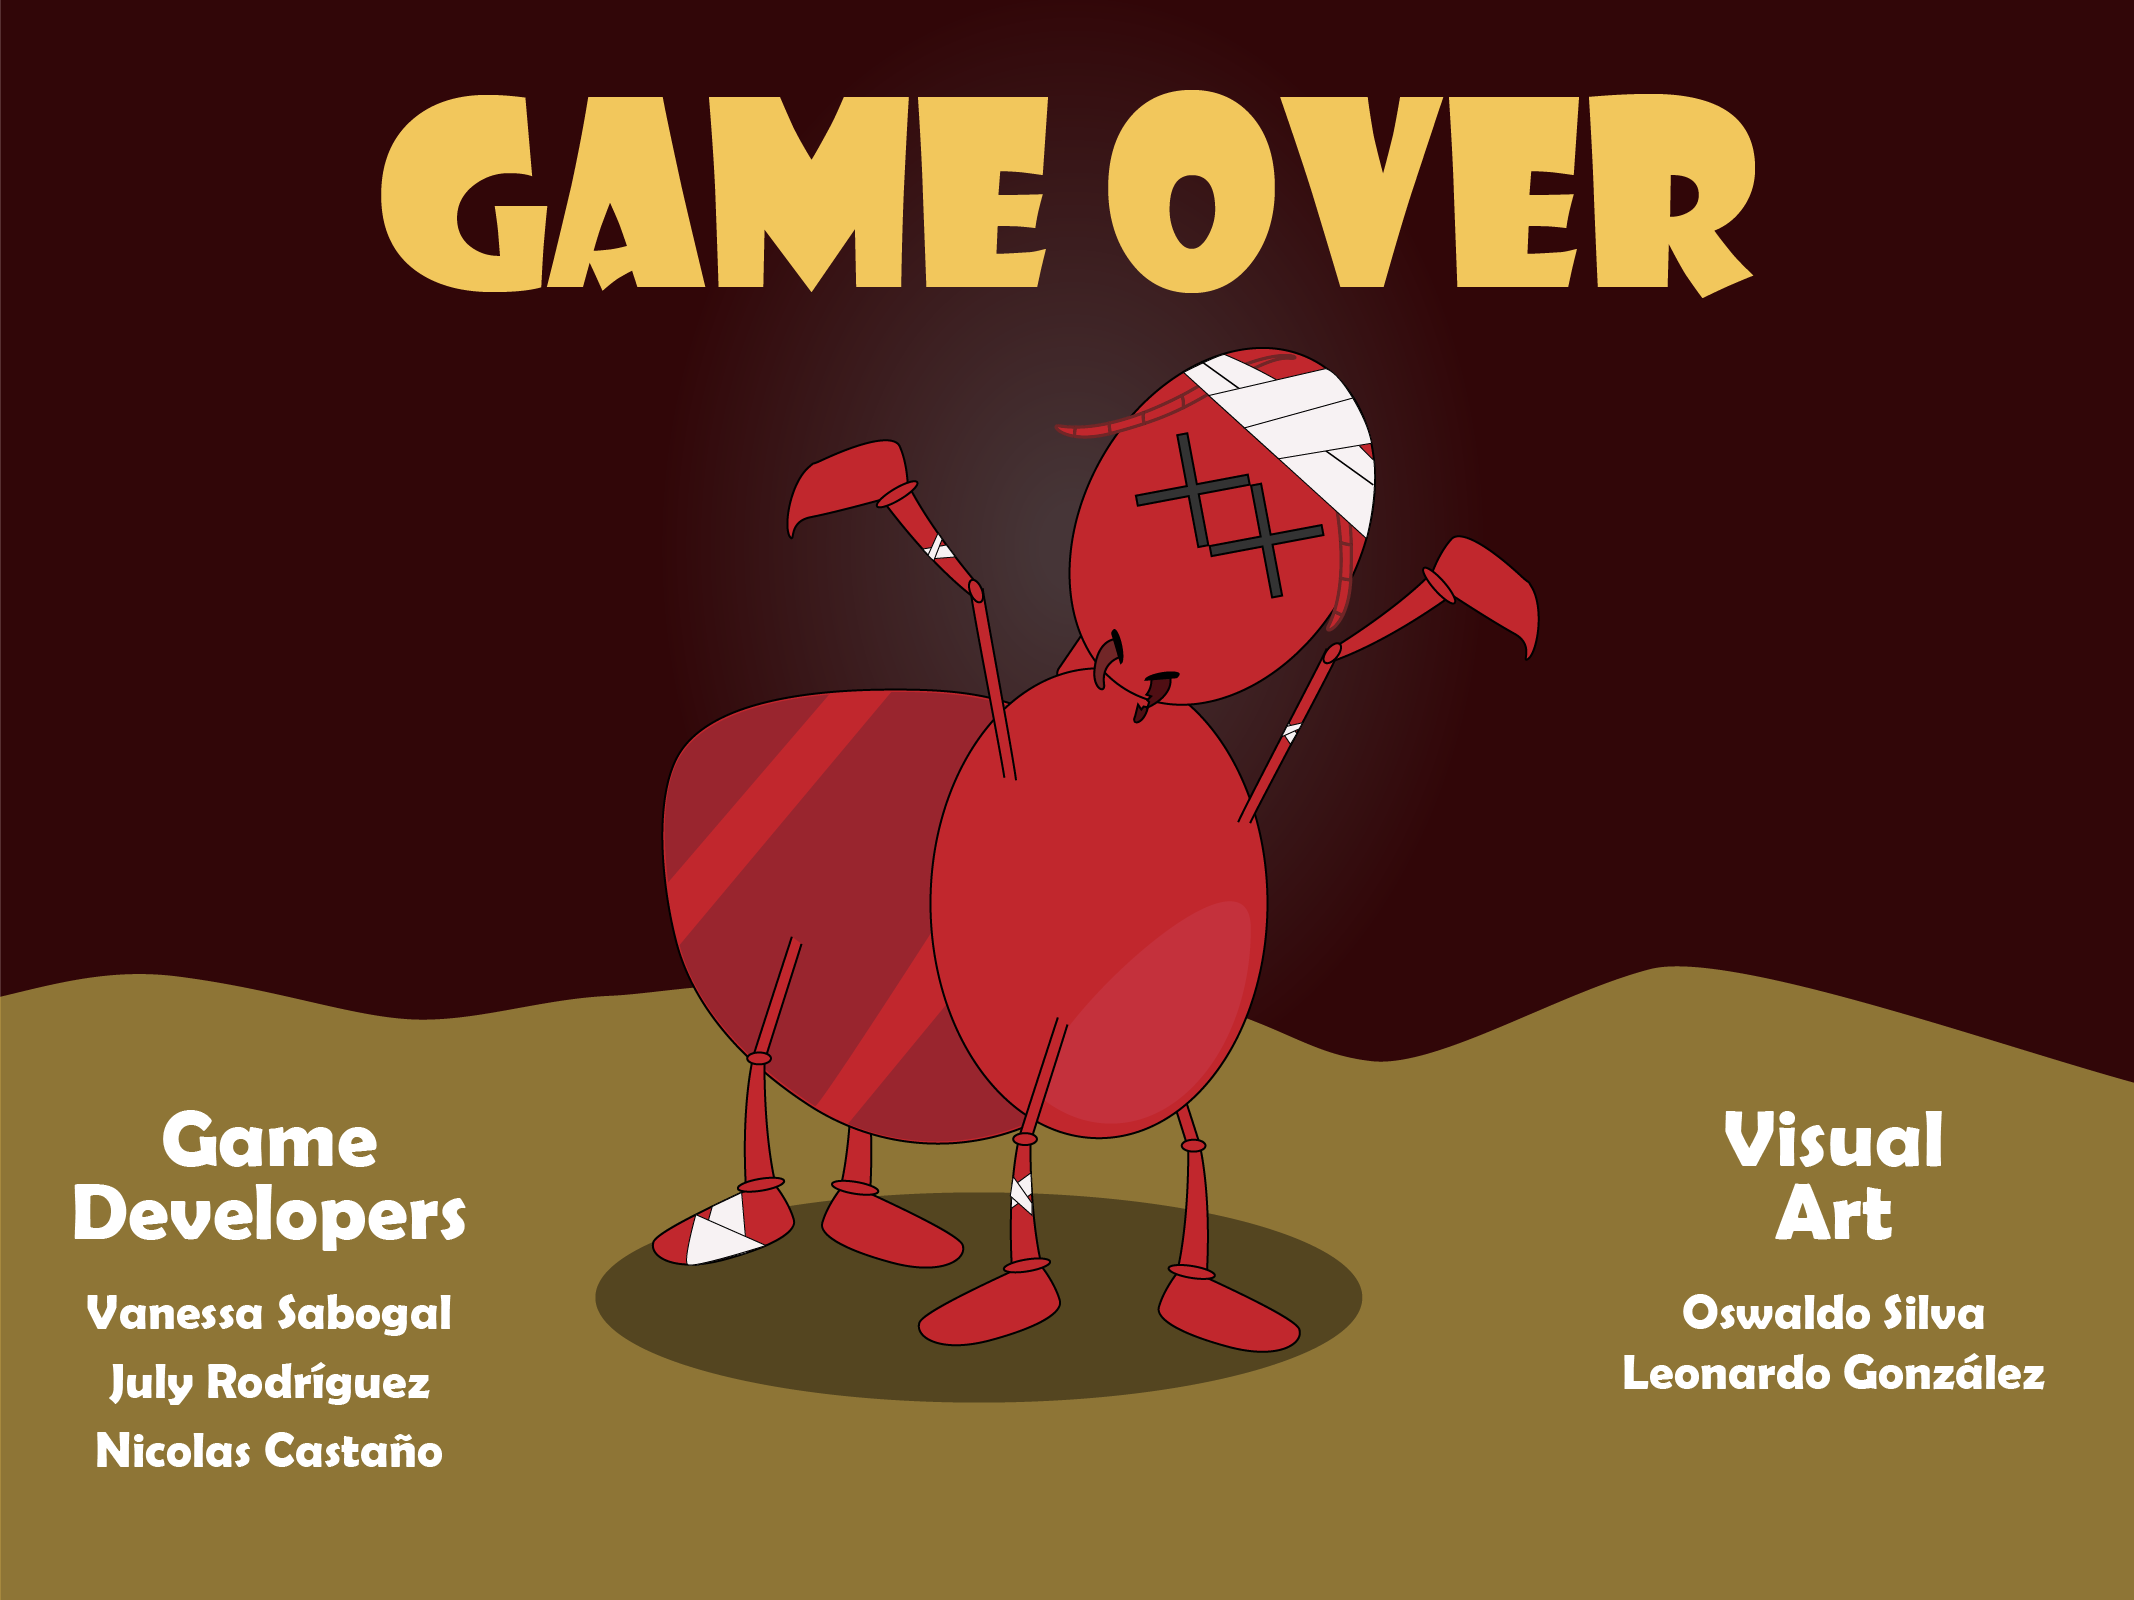 GAME OVER
Game
Developers
Vanessa Sabogal
July Rodríguez
Nicolas Castaño
Visual
Art
Oswaldo Silva
Leonardo González